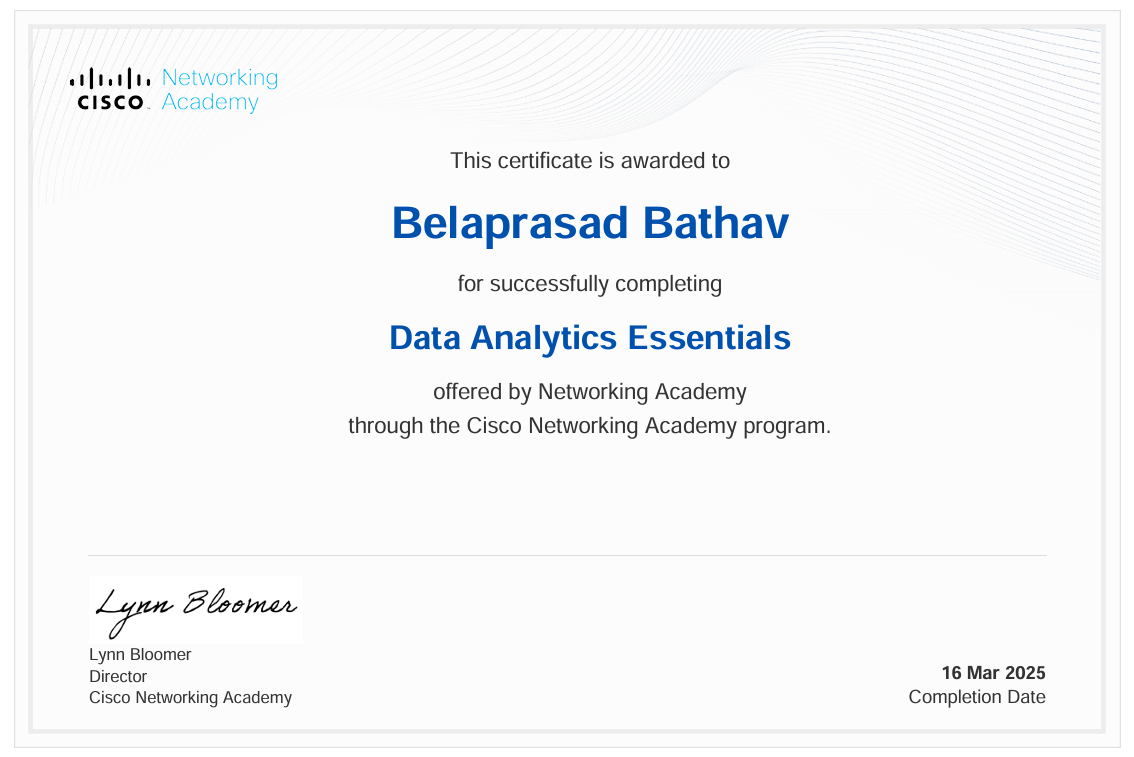 Networking
Academy
CISCO
This certificate is awarded to
Belaprasad Bathav
for successfully completing
Data Analytics Essentials
offered by Networking Academy
through the Cisco Networking Academy program.
Lynn Bloomer
Lynn Bloomer
Director
Cisco Networking Academy
16 Mar 2025
Completion Date